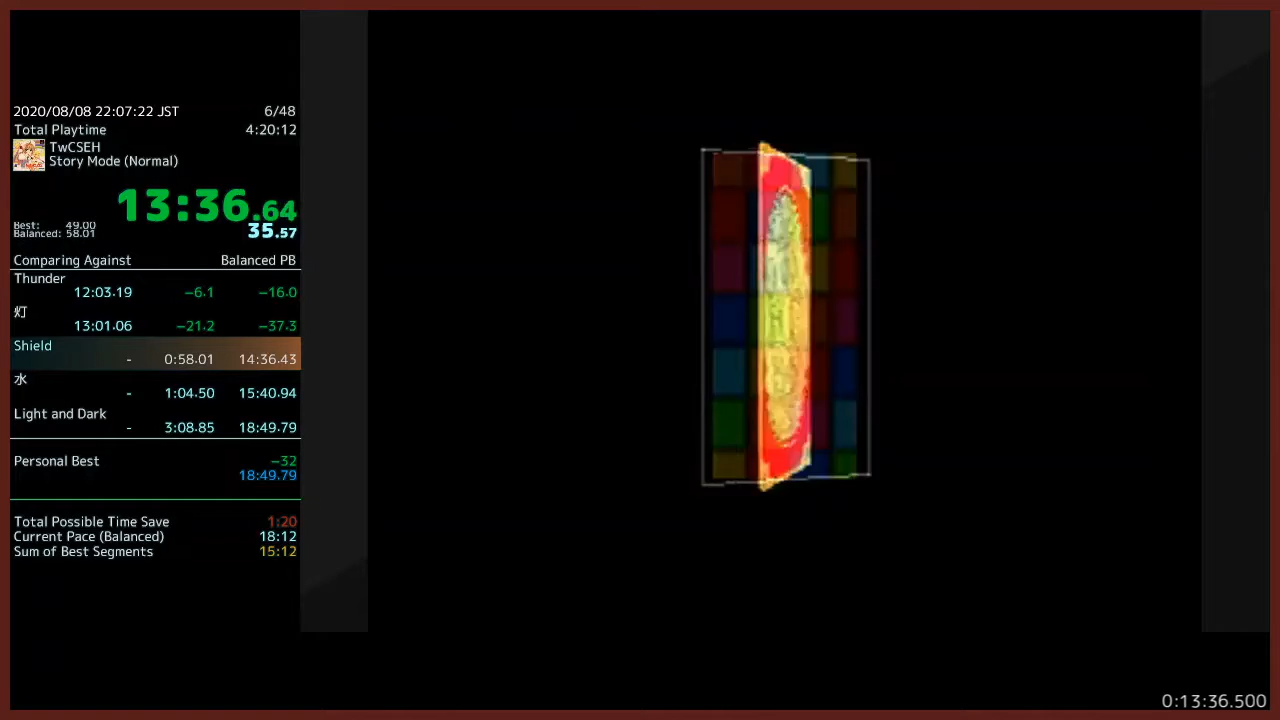 2020/08/08 22:07:22 JST 6/48
Total Playtime 4:20:12
TwCSEH
Story Mode (Normal)
13:36.64
Best: 49.00
Balanced: 58.01 35.57
Comparing Against Balanced PB
Thunder
12:03.19 −6.1 −16.0
灯
13:01.06 −21.2 −37.3
Shield
- 0:58.01 14:36.43
水
- 1:04.50 15:40.94
Light and Dark
- 3:08.85 18:49.79
Personal Best −32
18:49.79
Total Possible Time Save 1:20
Current Pace (Balanced) 18:12
Sum of Best Segments 15:12
0:13:36.500